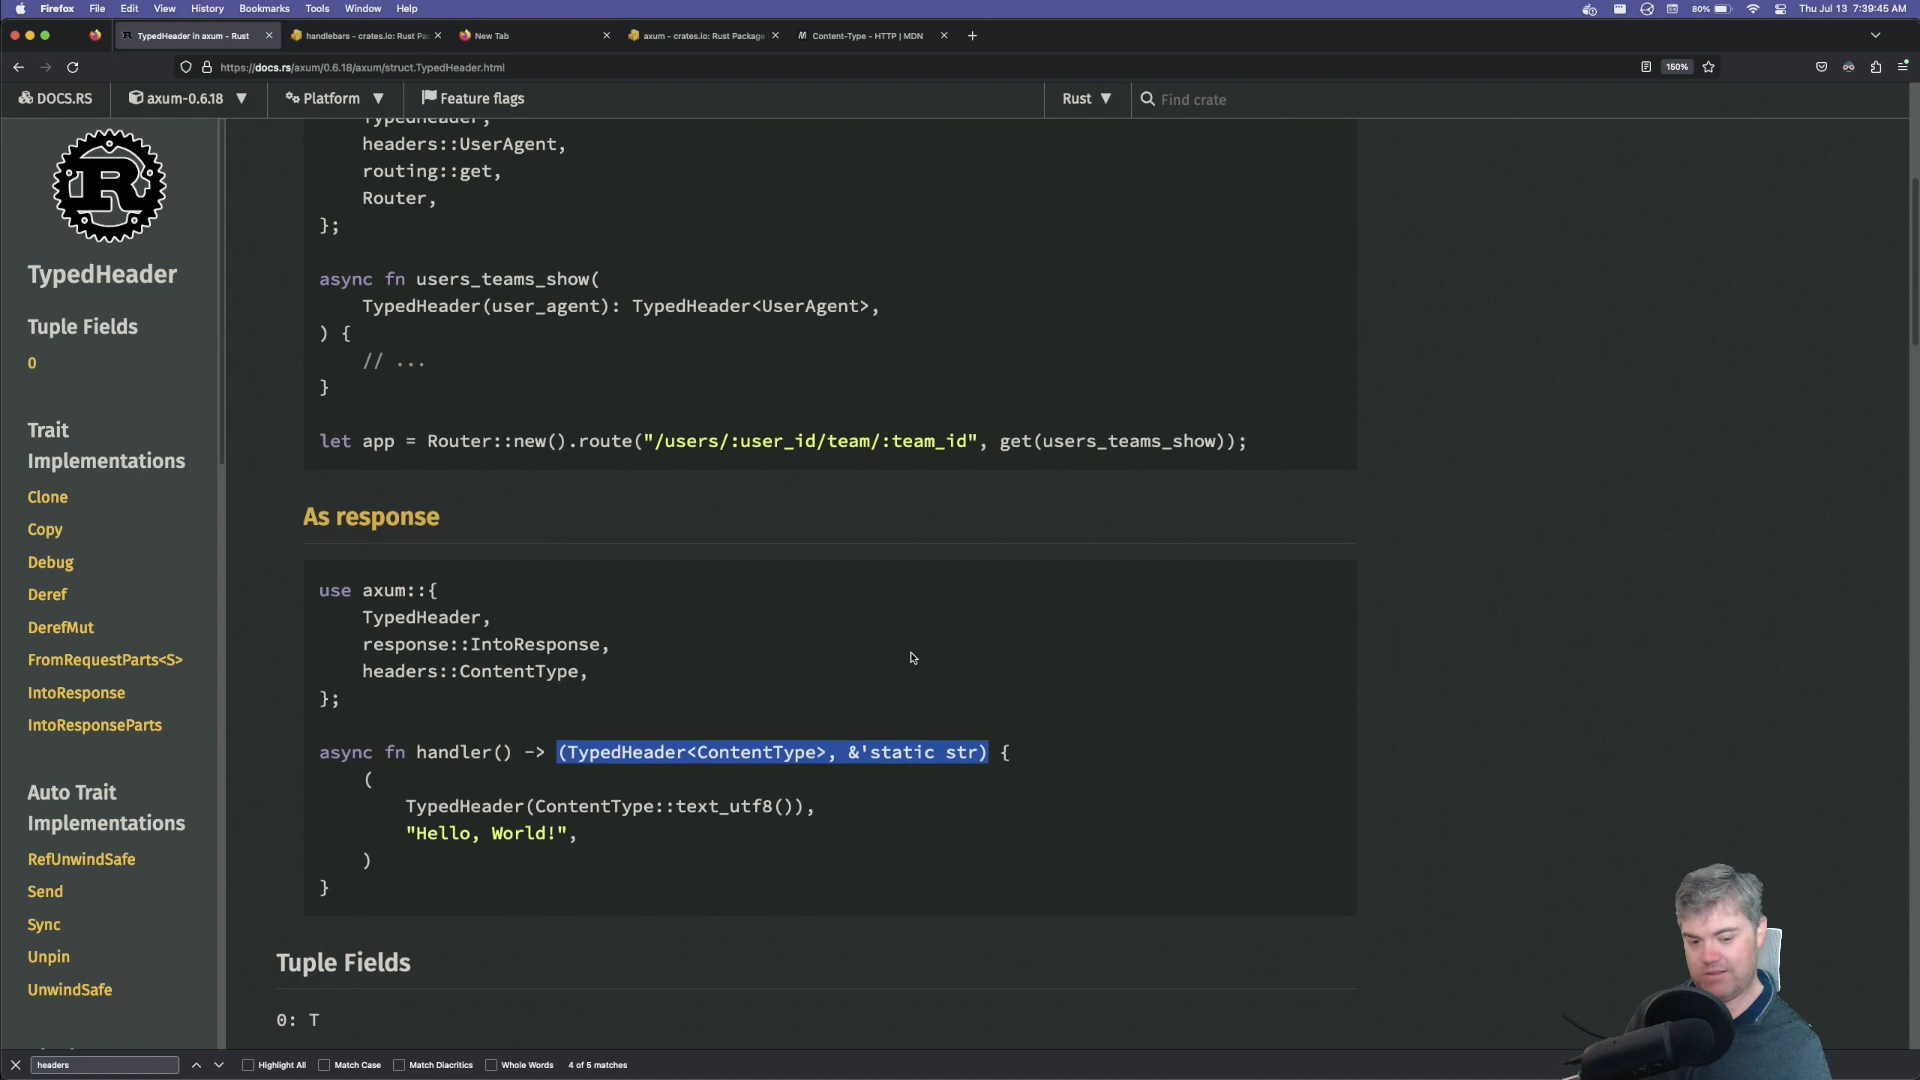 Firefox File Edit View History Bookmarks Tools Window Help 80% Thu Jul 13 7:39:45 AM
TypedHeader in axum - Rust handlebars - crates.io: Rust Pac New Tab axum - crates.io: Rust Package Content-Type - HTTP | MDN
https://docs.rs/axum/0.6.18/axum/struct.TypedHeader.html 150%
DOCS.RS axum-0.6.18 Platform Feature flags Rust Find crate
TypedHeader
Tuple Fields
0
Trait
Implementations
Clone
Copy
Debug
Deref
DerefMut
FromRequestParts<S>
IntoResponse
IntoResponseParts
Auto Trait
Implementations
RefUnwindSafe
Send
Sync
Unpin
UnwindSafe
TypedHeader,
headers::UserAgent,
routing::get,
Router,
};
async fn users_teams_show(
TypedHeader(user_agent): TypedHeader<UserAgent>,
) {
// ...
}
let app = Router::new().route("/users/:user_id/team/:team_id", get(users_teams_show));
As response
use axum::{
TypedHeader,
response::IntoResponse,
headers::ContentType,
};
async fn handler() -> (TypedHeader<ContentType>, &'static str) {
(
TypedHeader(ContentType::text_utf8()),
"Hello, World!",
)
}
Tuple Fields
0: T
headers Highlight All Match Case Match Diacritics Whole Words 4 of 5 matches